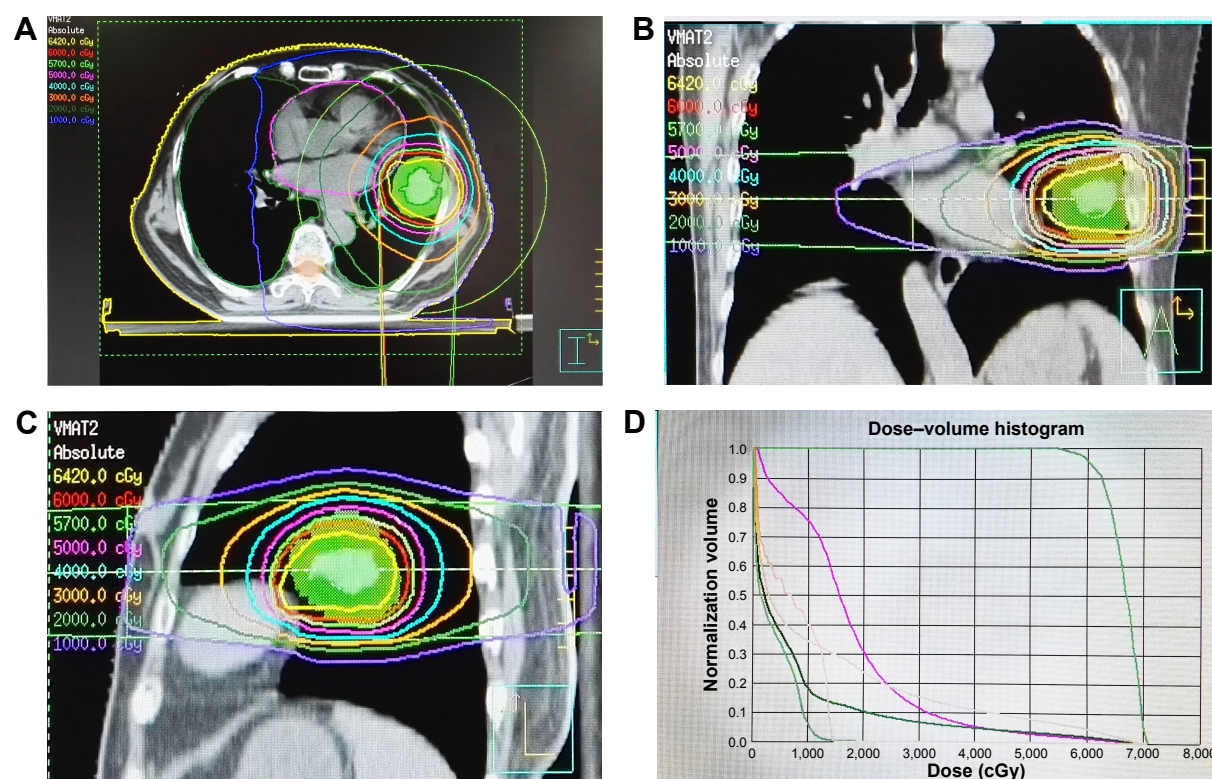 A
VMAT2
Absolute
6420.0 cGy
6000.0 cGy
5700.0 cGy
5000.0 cGy
4000.0 cGy
3000.0 cGy
2000.0 cGy
1000.0 cGy
B
VMAT2
Absolute
6420.0 cGy
6000.0 cGy
5700.0 cGy
5000.0 cGy
4000.0 cGy
3000.0 cGy
2000.0 cGy
1000.0 cGy
C
VMAT2
Absolute
6420.0 cGy
6000.0 cGy
5700.0 cGy
5000.0 cGy
4000.0 cGy
3000.0 cGy
2000.0 cGy
1000.0 cGy
D
Dose–volume histogram
Normalization volume
1.0
0.9
0.8
0.7
0.6
0.5
0.4
0.3
0.2
0.1
0.0
0 1,000 2,000 3,000 4,000 5,000 6,000 7,000 8,000
Dose (cGy)